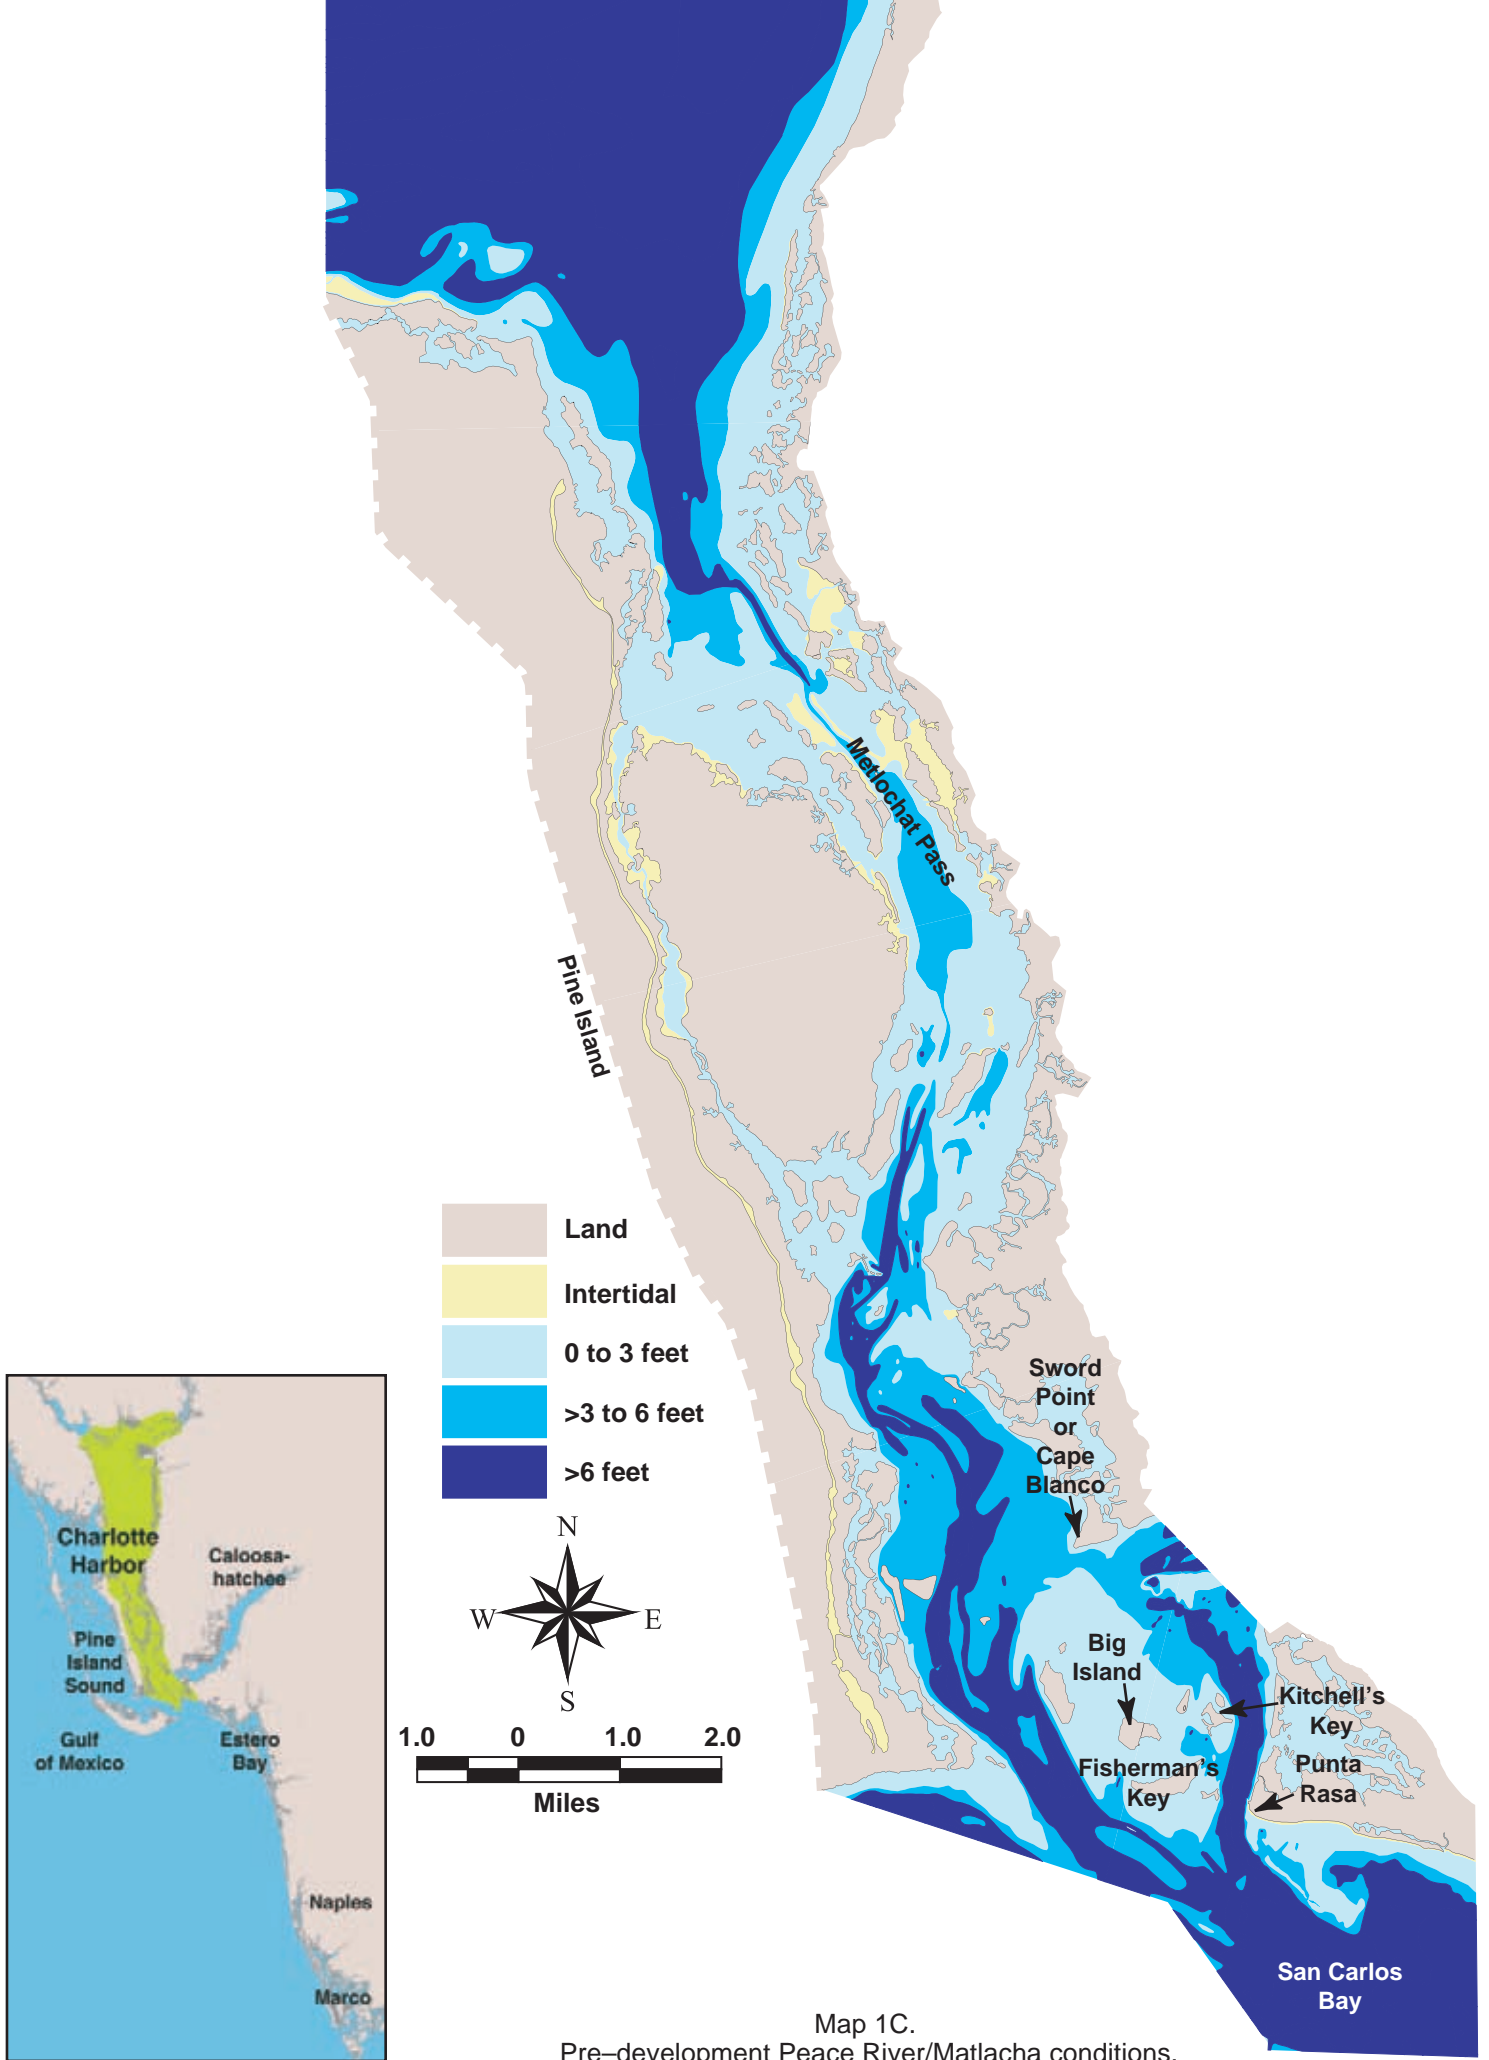 Metlochat Pass
Pine Island
Land
Intertidal
0 to 3 feet
>3 to 6 feet
>6 feet
N
W
E
S
1.0
0
1.0
2.0
Miles
Sword
Point
or
Cape
Blanco
Big
Island
Kitchell's
Key
Fisherman's
Key
Punta
Rasa
San Carlos
Bay
Charlotte
Harbor
Caloosa-
hatchee
Pine
Island
Sound
Gulf
of Mexico
Estero
Bay
Naples
Marco
Map 1C.
Pre–development Peace River/Matlacha conditions.